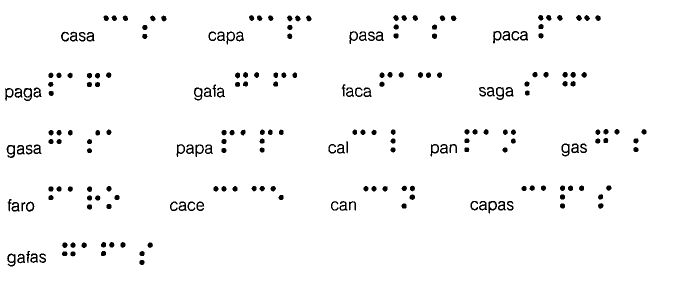 casa capa pasa paca
paga gafa faca saga
gasa papa cal pan gas
faro cace can capas
gafas